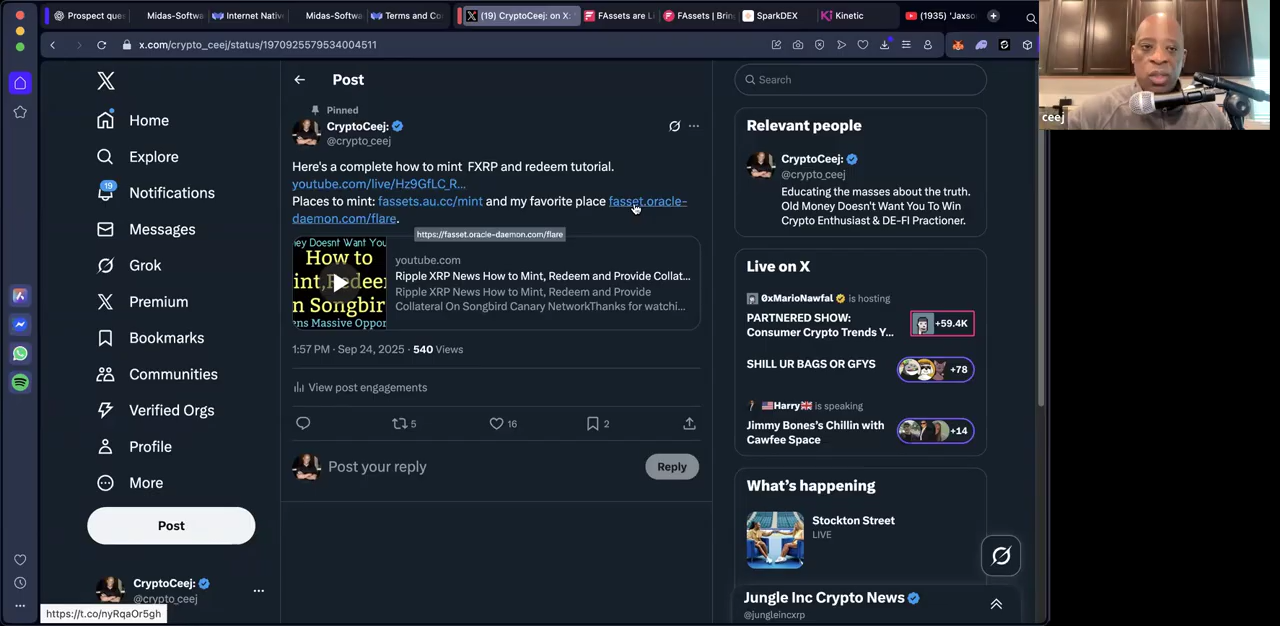 Prospect ques
Midas-Softwa
Internet Nativ
Midas-Softwa
Terms and Co
(19) CryptoCeej: on X:
FAssets are Li
FAssets | Brin
SparkDEX
Kinetic
(1935) 'Jaxso
x.com/crypto_ceej/status/1970925579534004511
ceej
Home
Explore
19
Notifications
Messages
Grok
Premium
Bookmarks
Communities
Verified Orgs
Profile
More
Post
CryptoCeej:
@crypto_ceej
https://t.co/nyRqaOr5gh
Post
Pinned
CryptoCeej:
@crypto_ceej
Here's a complete how to mint FXRP and redeem tutorial.
youtube.com/live/Hz9GfLC_R...
Places to mint: fassets.au.cc/mint and my favorite place fasset.oracle-
daemon.com/flare.
https://fasset.oracle-daemon.com/flare
ey Doesnt Want You
How to
int,Redeem
n Songbir
ens Massive Oppor
youtube.com
Ripple XRP News How to Mint, Redeem and Provide Collat...
Ripple XRP News How to Mint, Redeem and Provide
Collateral On Songbird Canary NetworkThanks for watchi...
1:57 PM · Sep 24, 2025 · 540 Views
View post engagements
5
16
2
Post your reply
Reply
Search
Relevant people
CryptoCeej:
@crypto_ceej
Educating the masses about the truth.
Old Money Doesn't Want You To Win
Crypto Enthusiast & DE-FI Practioner.
Live on X
0xMarioNawfal is hosting
PARTNERED SHOW:
Consumer Crypto Trends Y...
+59.4K
SHILL UR BAGS OR GFYS
+78
Harry is speaking
Jimmy Bones's Chillin with
Cawfee Space
+14
What's happening
Stockton Street
LIVE
Jungle Inc Crypto News
@jungleincxrp